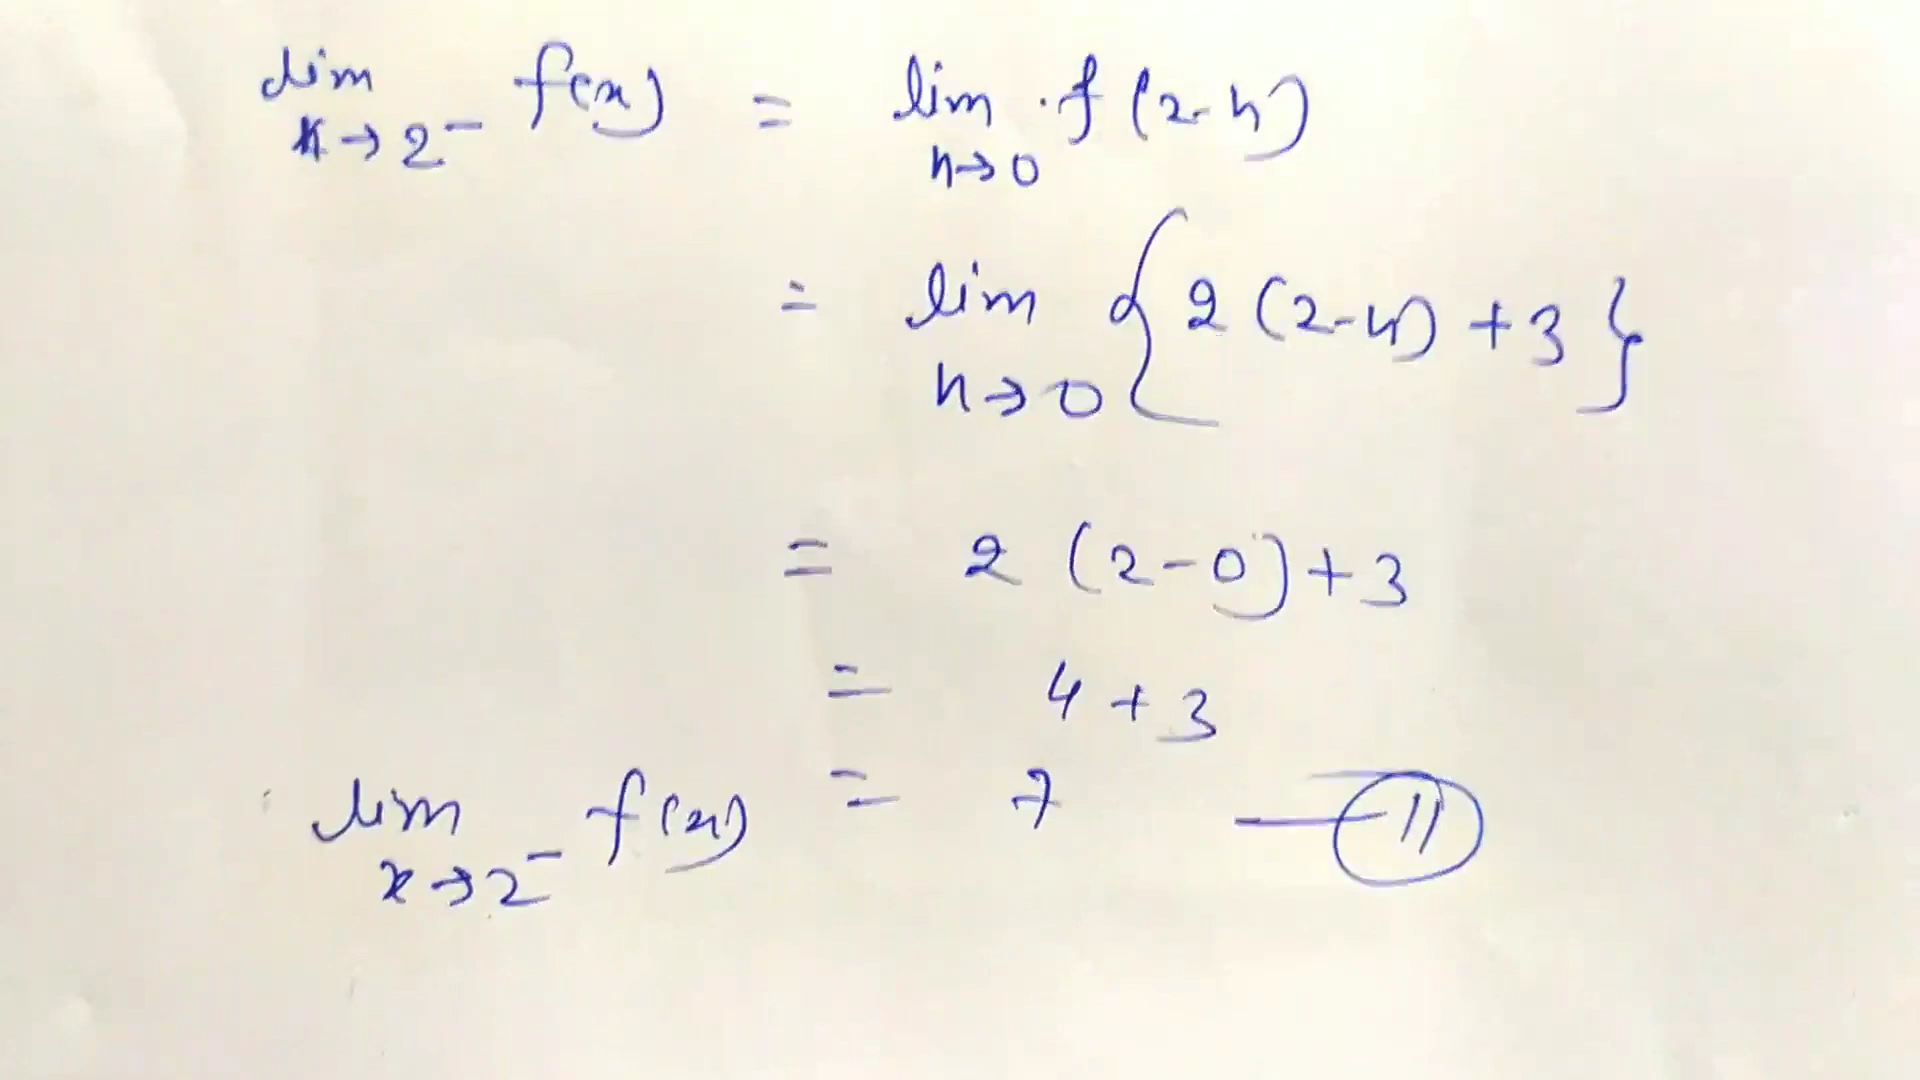 lim f(x) = lim f(2-h)
x→2⁻ h→0
= lim {2(2-h)+3}
h→0
= 2(2-0)+3
= 4+3
lim f(x) = 7 —(11)
x→2⁻